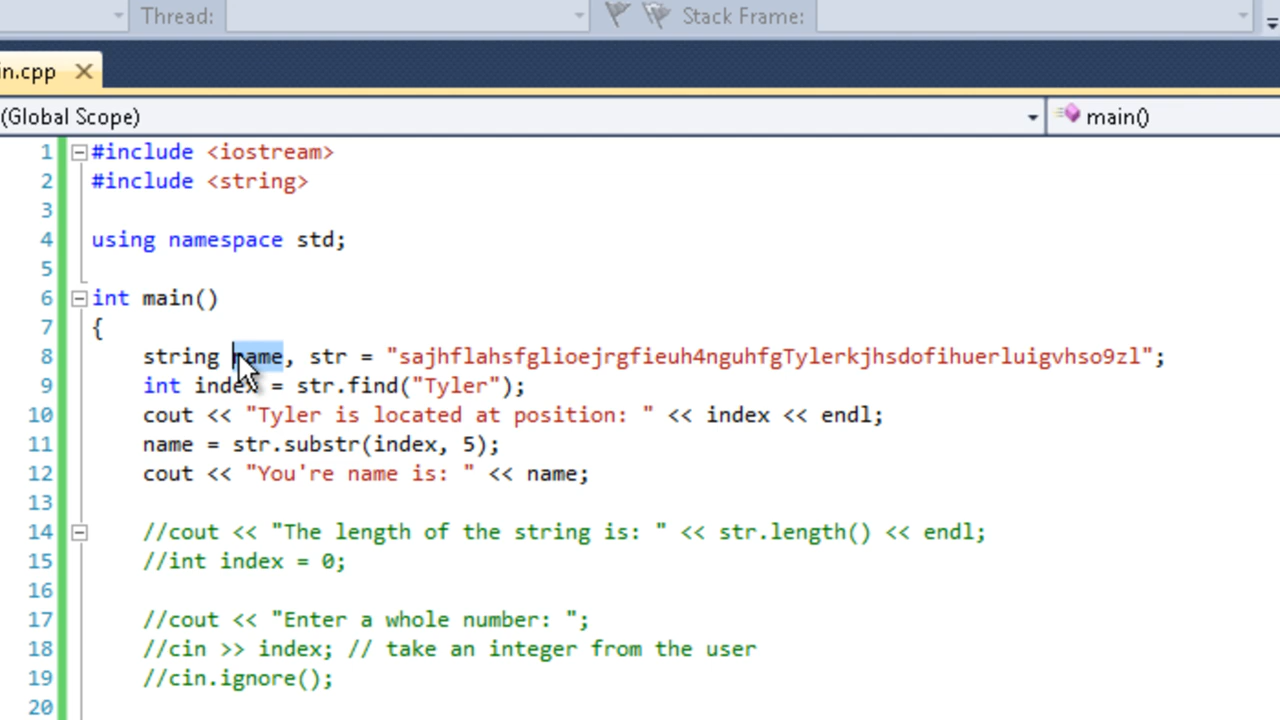 Thread: Stack Frame:
in.cpp
(Global Scope) main()
1 #include <iostream>
2 #include <string>
3
4 using namespace std;
5
6 int main()
7 {
8 string name, str = "sajhflahsfglioejrgfieuh4nguhfgTylerkjhsdofihuerluigvhso9zl";
9 int index = str.find("Tyler");
10 cout << "Tyler is located at position: " << index << endl;
11 name = str.substr(index, 5);
12 cout << "You're name is: " << name;
13
14 //cout << "The length of the string is: " << str.length() << endl;
15 //int index = 0;
16
17 //cout << "Enter a whole number: ";
18 //cin >> index; // take an integer from the user
19 //cin.ignore();
20